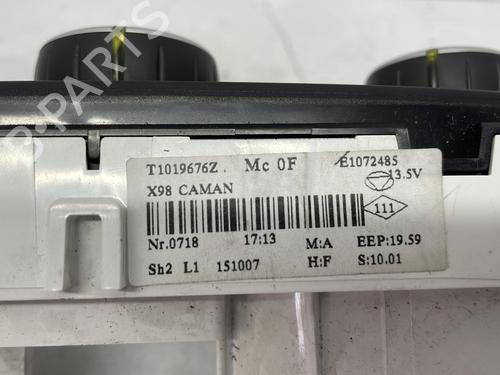 B-PARTS
T1019676Z. Mc 0F E1072485
X98 CAMAN 13.5V
111
Nr.0718 17:13 M:A EEP:19.59
Sh2 L1 151007 H:F S:10.01